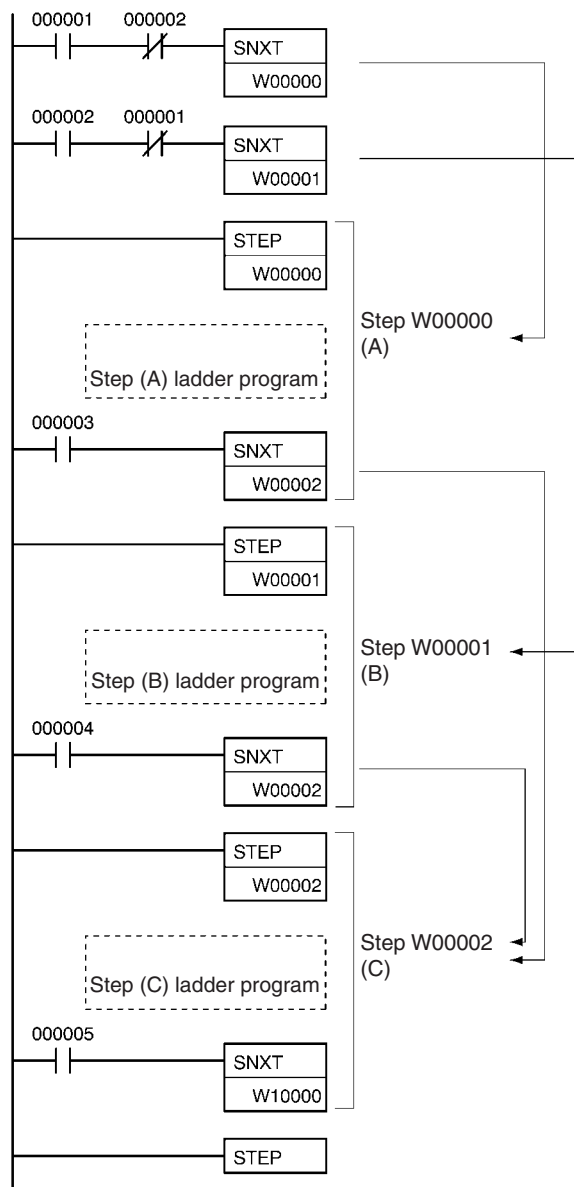 000001 000002
SNXT
W00000
000002 000001
SNXT
W00001
STEP
W00000
Step W00000
(A)
Step (A) ladder program
000003
SNXT
W00002
STEP
W00001
Step W00001
(B)
Step (B) ladder program
000004
SNXT
W00002
STEP
W00002
Step W00002
(C)
Step (C) ladder program
000005
SNXT
W10000
STEP